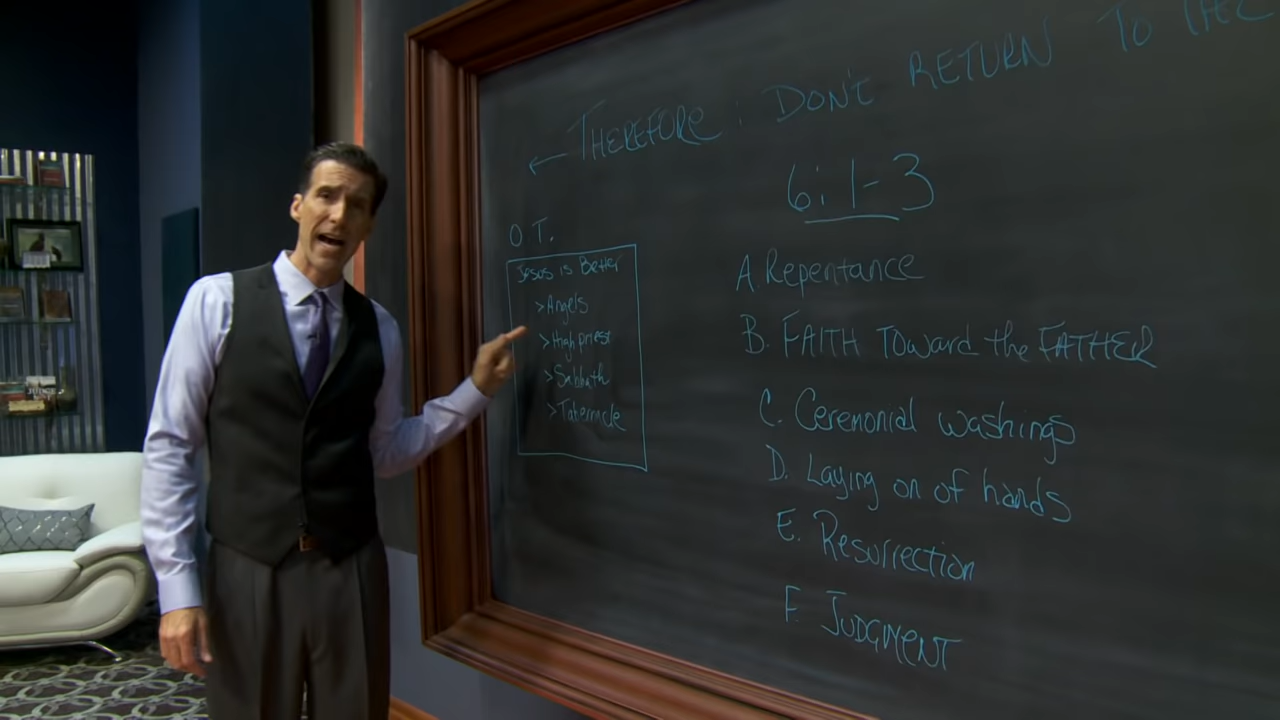 ← THEREFORE: DON'T RETURN TO THE
6:1-3
O T.
Jesus is Better
>Angels
>High priest
>Sabbath
>Tabernacle
A. Repentance
B. FAITH Toward the FATHER
C. Ceremonial washings
D. Laying on of hands
E. Resurrection
F. JUDGMENT